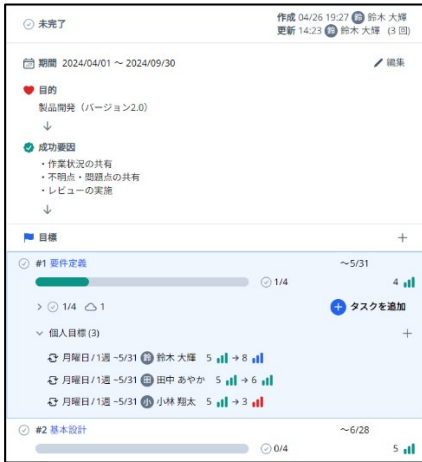 未完了
作成 04/26 19:27 鈴 鈴木 大輝
更新 14:23 鈴 鈴木 大輝 (3 回)
期間 2024/04/01 ～ 2024/09/30
編集
目的
製品開発（バージョン2.0）
↓
成功要因
・作業状況の共有
・不明点・問題点の共有
・レビューの実施
↓
目標 +
#1 要件定義 ～5/31
1/4 4
> 1/4 1 + タスクを追加
個人目標 (3) +
月曜日 / 1週 ~5/31 鈴 鈴木 大輝 5 → 8
月曜日 / 1週 ~5/31 田 田中 あやか 5 → 6
月曜日 / 1週 ~5/31 小 小林 翔太 5 → 3
#2 基本設計 ～6/28
0/4 5